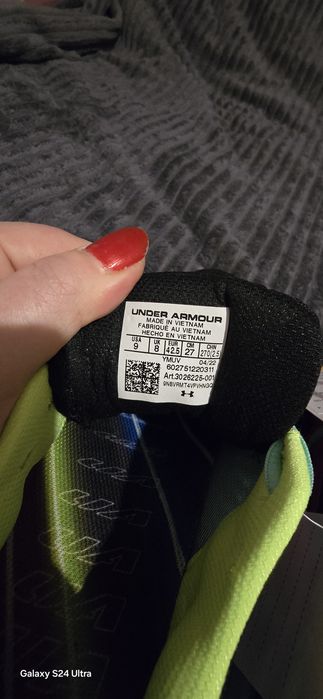 UNDER ARMOUR
MADE IN VIETNAM
FABRIQUÉ AU VIETNAM
HECHO EN VIETNAM
USA UK EUR CM CHN
9 8 42.5 27 270(2.5)
YMUV 04/22
602751220311
Art.3026225-001
Galaxy S24 Ultra